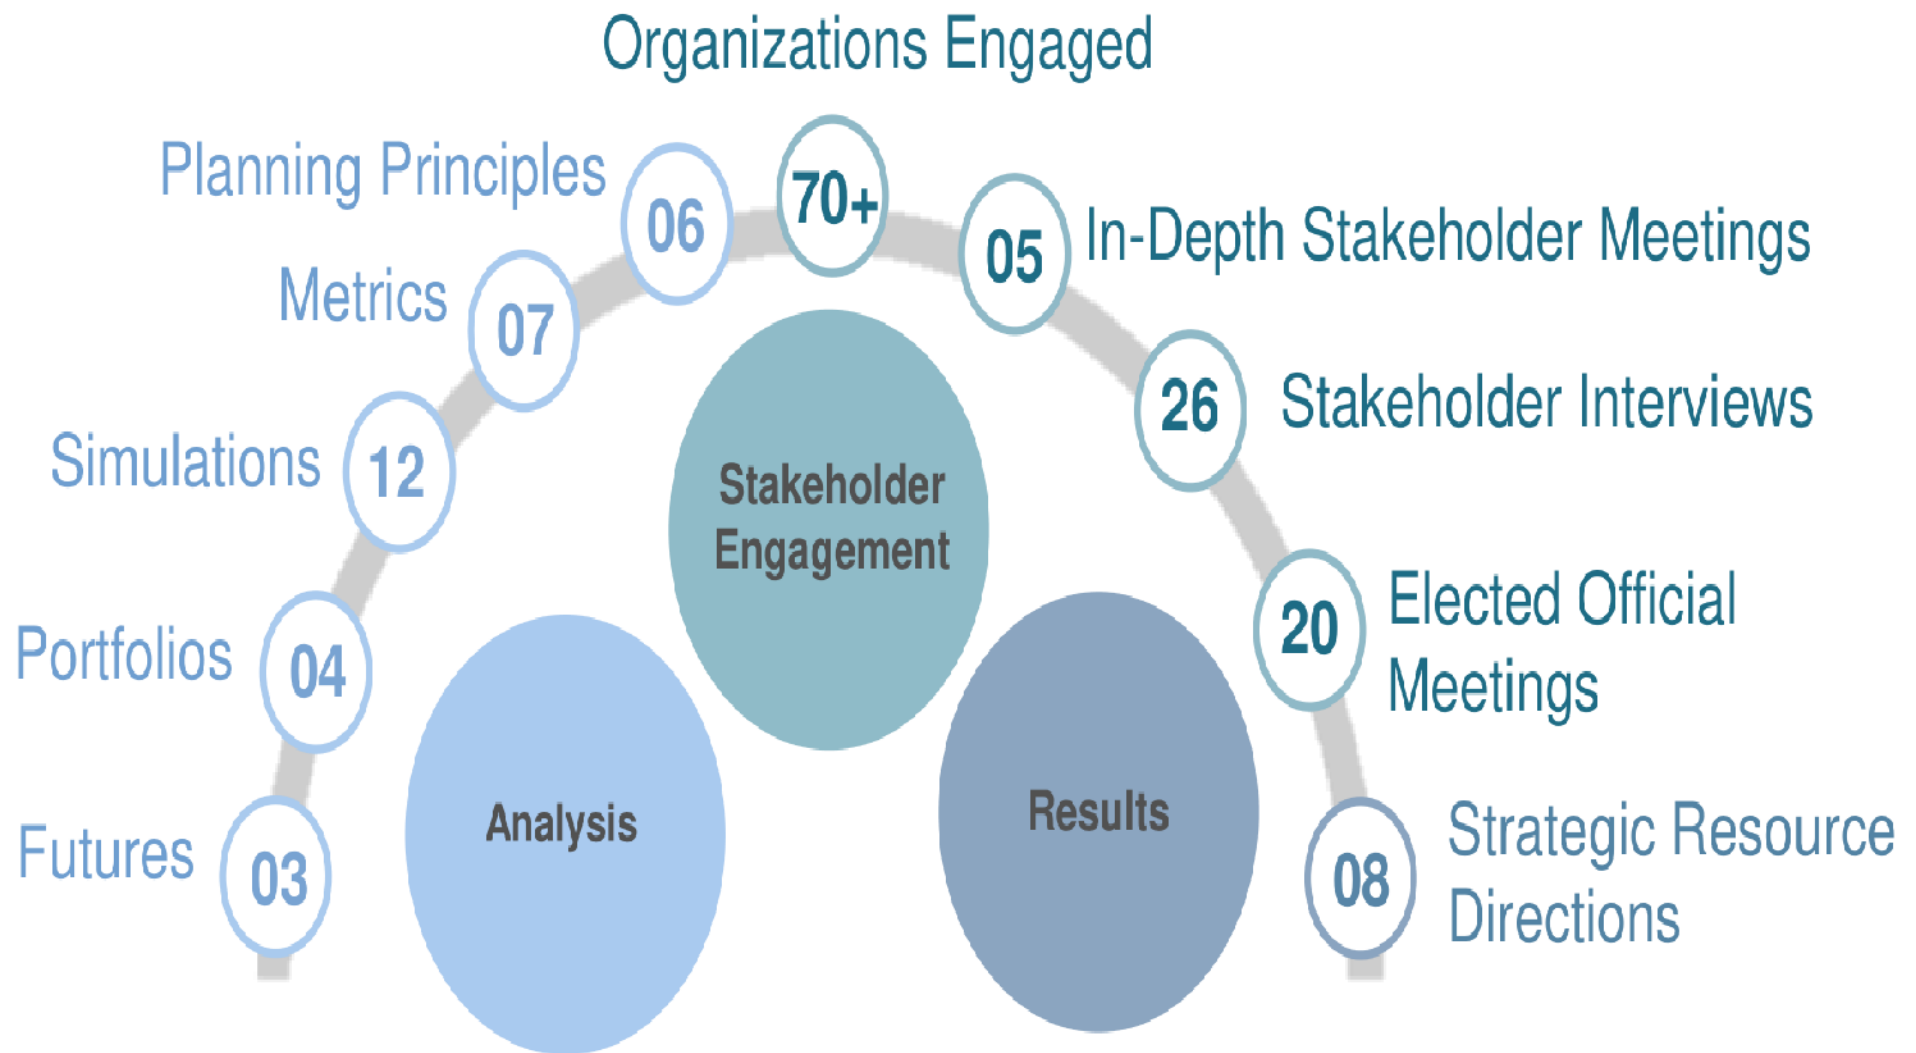 Organizations Engaged
70+
Planning Principles
06
Metrics
07
Simulations
12
Portfolios
04
Futures
03
05
In-Depth Stakeholder Meetings
26
Stakeholder Interviews
20
Elected Official
Meetings
08
Strategic Resource
Directions
Stakeholder
Engagement
Analysis
Results